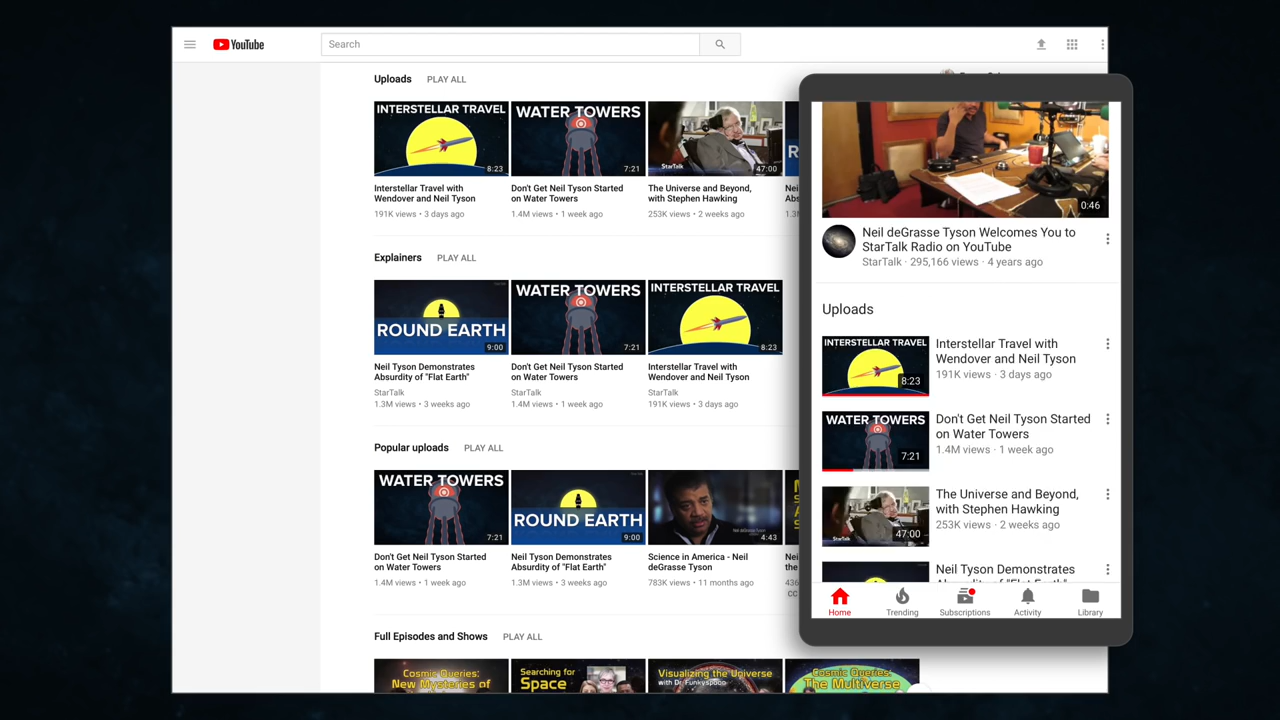 YouTube
Search
Uploads PLAY ALL
INTERSTELLAR TRAVEL
8:23
WATER TOWERS
7:21
StarTalk
47:00
Interstellar Travel with
Wendover and Neil Tyson
191K views • 3 days ago
Don't Get Neil Tyson Started
on Water Towers
1.4M views • 1 week ago
The Universe and Beyond,
with Stephen Hawking
253K views • 2 weeks ago
Explainers PLAY ALL
ROUND EARTH
9:00
WATER TOWERS
7:21
INTERSTELLAR TRAVEL
8:23
Neil Tyson Demonstrates
Absurdity of "Flat Earth"
StarTalk
1.3M views • 3 weeks ago
Don't Get Neil Tyson Started
on Water Towers
StarTalk
1.4M views • 1 week ago
Interstellar Travel with
Wendover and Neil Tyson
StarTalk
191K views • 3 days ago
Popular uploads PLAY ALL
WATER TOWERS
7:21
ROUND EARTH
9:00
4:43
Don't Get Neil Tyson Started
on Water Towers
1.4M views • 1 week ago
Neil Tyson Demonstrates
Absurdity of "Flat Earth"
1.3M views • 3 weeks ago
Science in America - Neil
deGrasse Tyson
783K views • 11 months ago
Full Episodes and Shows PLAY ALL
Cosmic Queries:
New Mysteries of
Searching for
Space
Visualizing the Universe
Cosmic Queries:
The Multiverse
0:46
Neil deGrasse Tyson Welcomes You to
StarTalk Radio on YouTube
StarTalk · 295,166 views · 4 years ago
Uploads
INTERSTELLAR TRAVEL
8:23
Interstellar Travel with
Wendover and Neil Tyson
191K views · 3 days ago
WATER TOWERS
7:21
Don't Get Neil Tyson Started
on Water Towers
1.4M views · 1 week ago
StarTalk
47:00
The Universe and Beyond,
with Stephen Hawking
253K views · 2 weeks ago
Neil Tyson Demonstrates
Absurdity of "Flat Earth"
Home
Trending
Subscriptions
Activity
Library